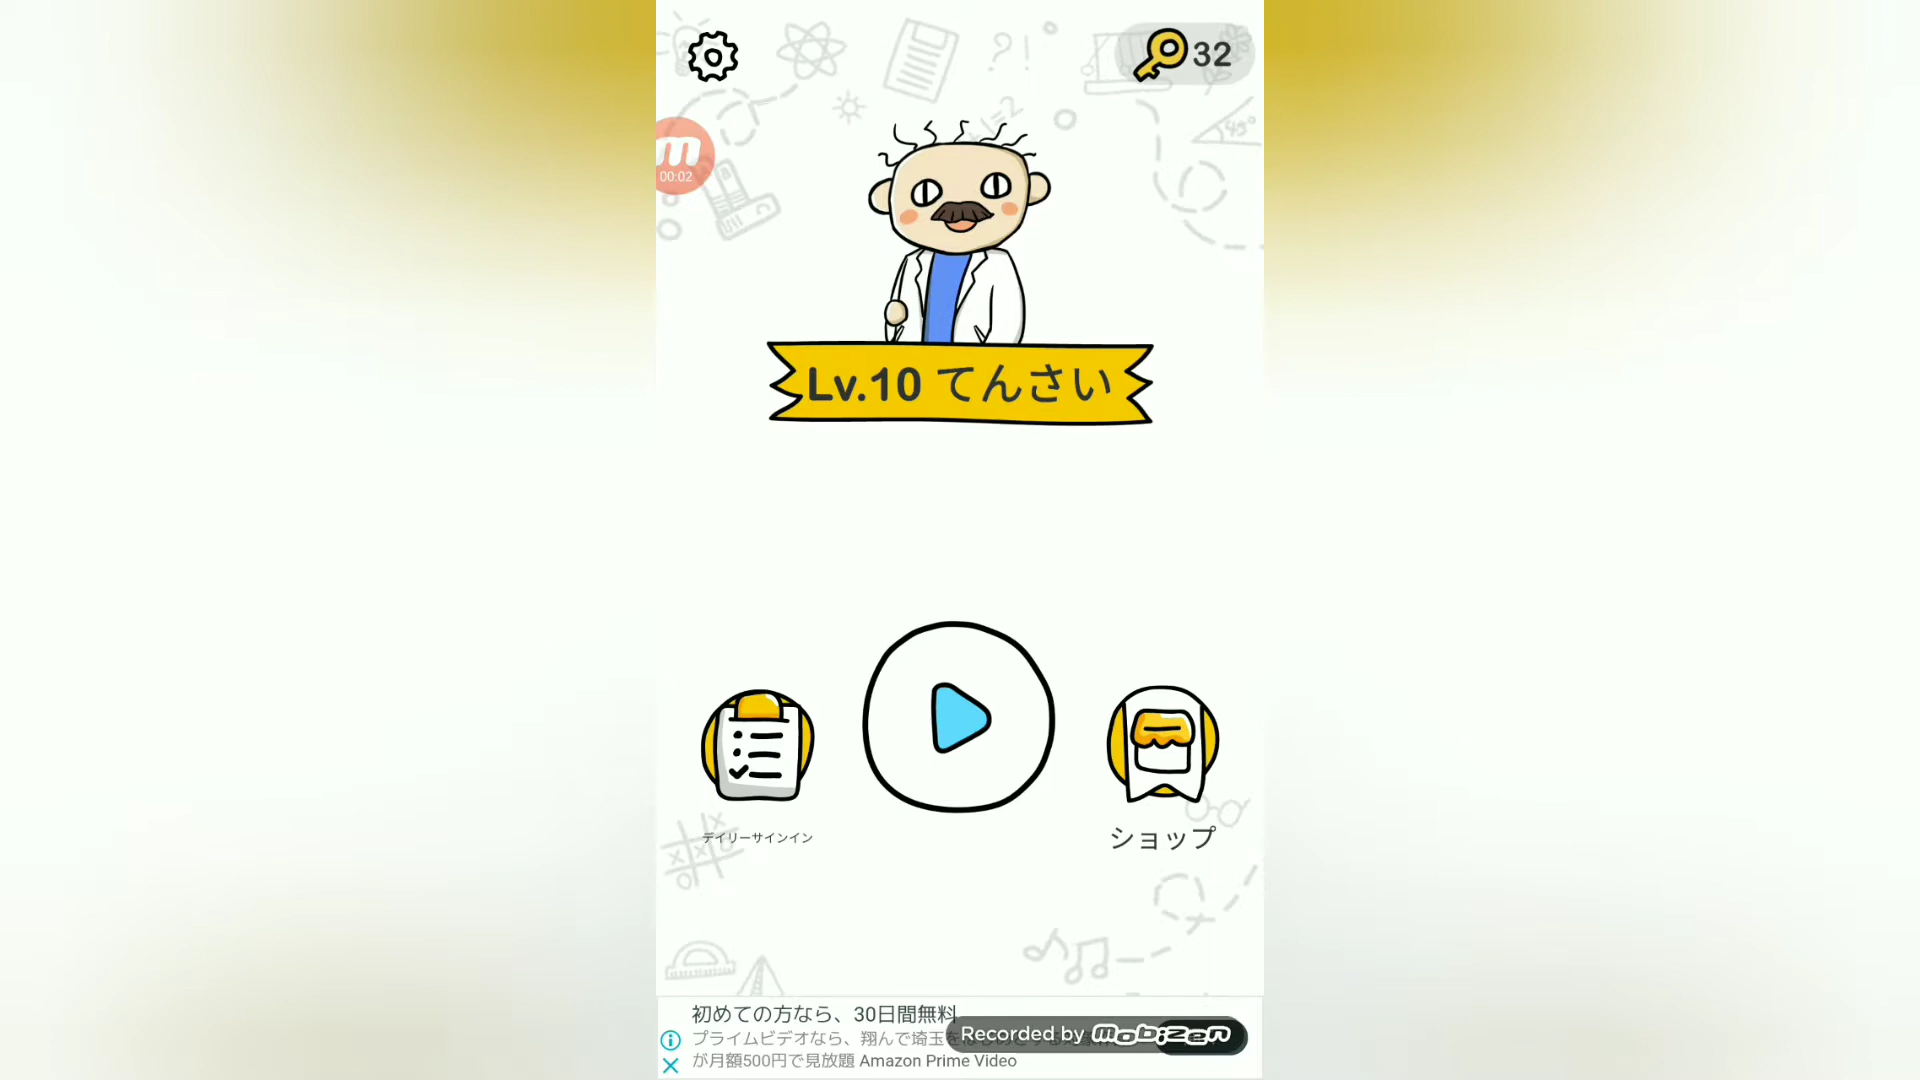 32
00:02
Lv.10 てんさい
デイリーサインイン
ショップ
初めての方なら、30日間無料
プライムビデオなら、翔んで埼玉を
が月額500円で見放題 Amazon Prime Video
Recorded by mobizen
?!
45°